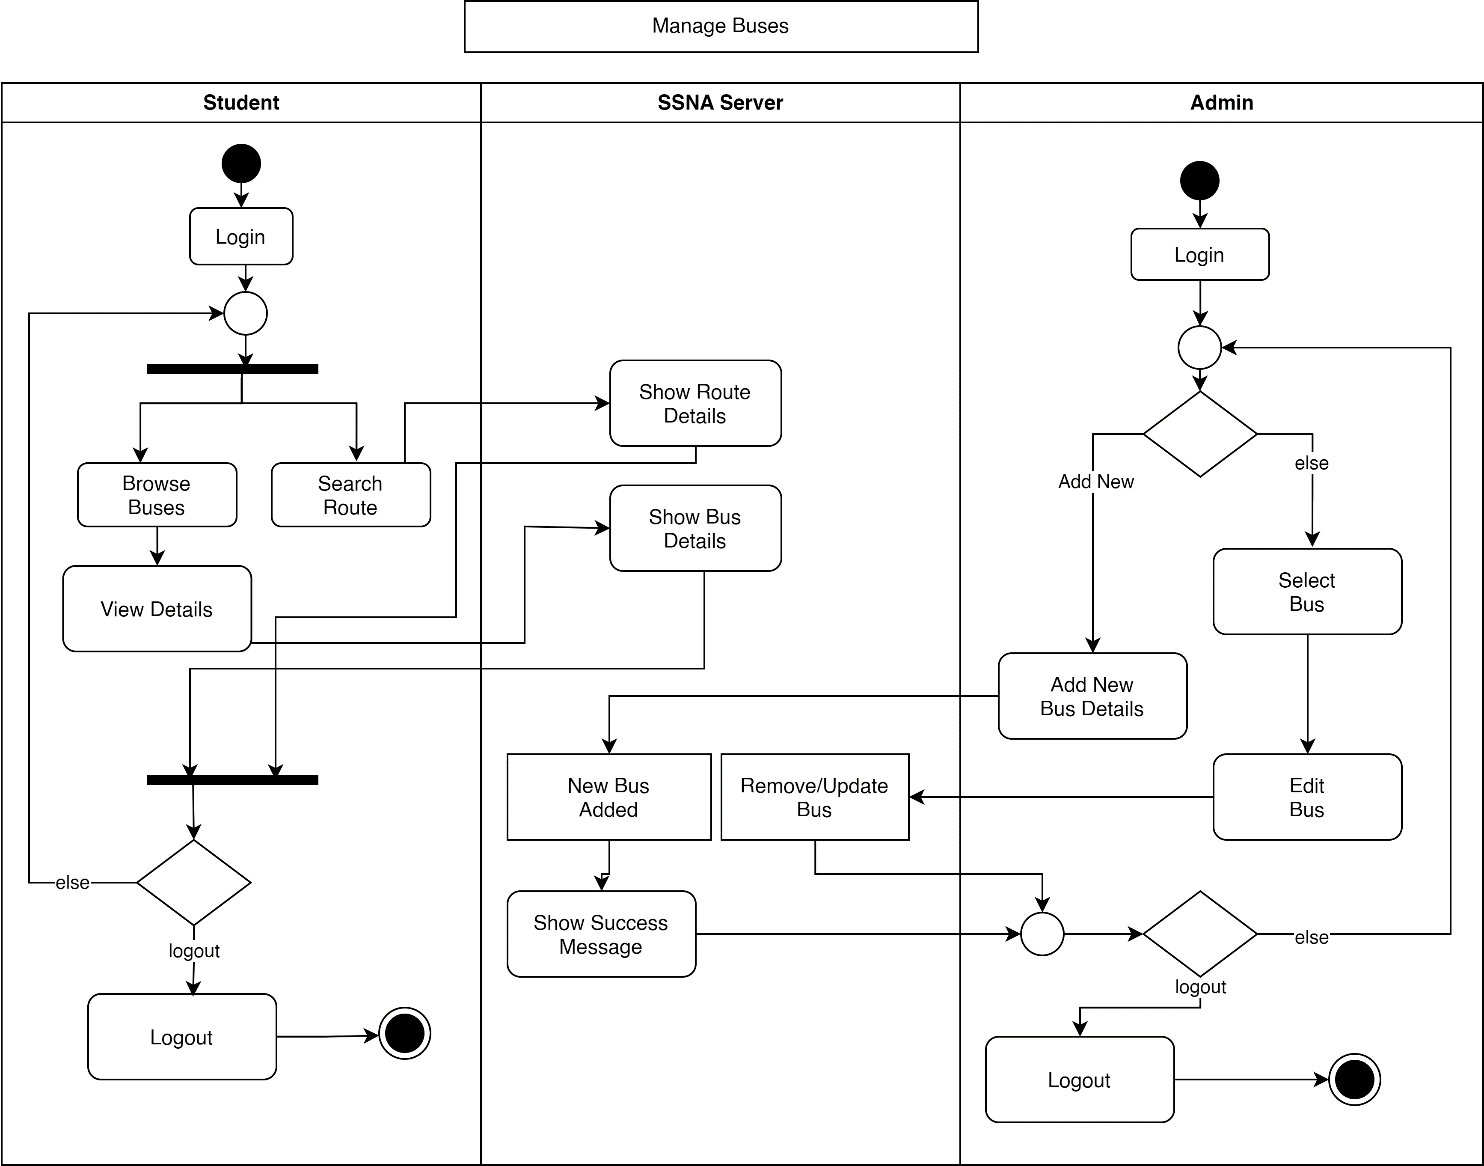 Manage Buses
Student
SSNA Server
Admin
Login
Login
Show Route
Details
Add New
else
Browse
Buses
Search
Route
Show Bus
Details
Select
Bus
View Details
Add New
Bus Details
New Bus
Added
Remove/Update
Bus
Edit
Bus
else
logout
Show Success
Message
else
logout
Logout
Logout